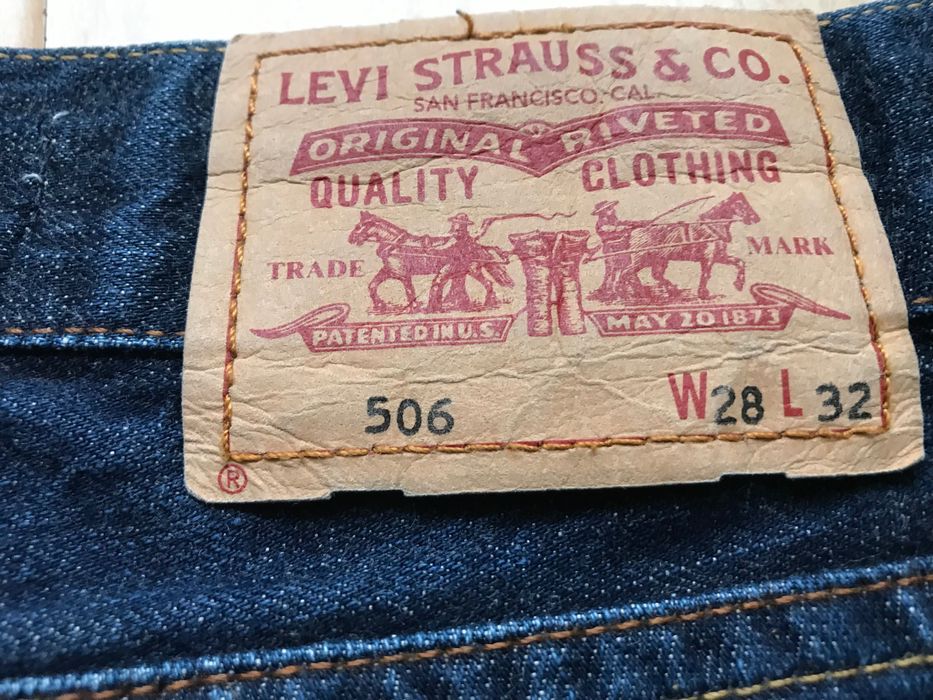 LEVI STRAUSS & CO.
SAN FRANCISCO. CAL.
ORIGINAL RIVETED
QUALITY CLOTHING
TRADE MARK
PATENTED IN U.S. MAY 20 1873
506 W28 L 32
®